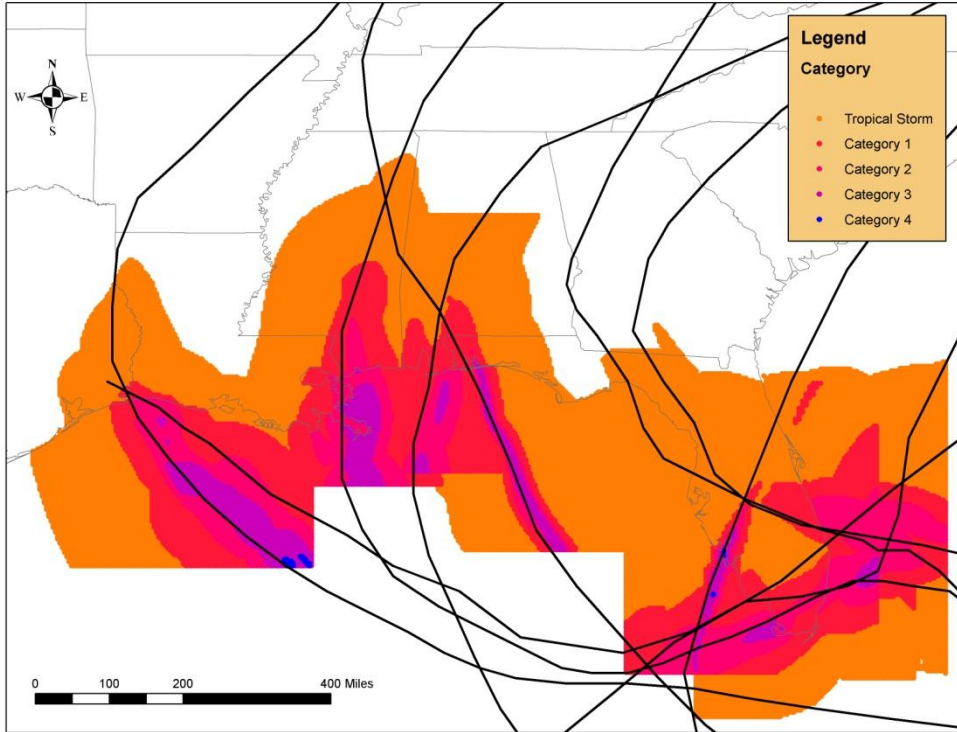 Legend
Category
Tropical Storm
Category 1
Category 2
Category 3
Category 4
N
W E
S
0 100 200 400 Miles